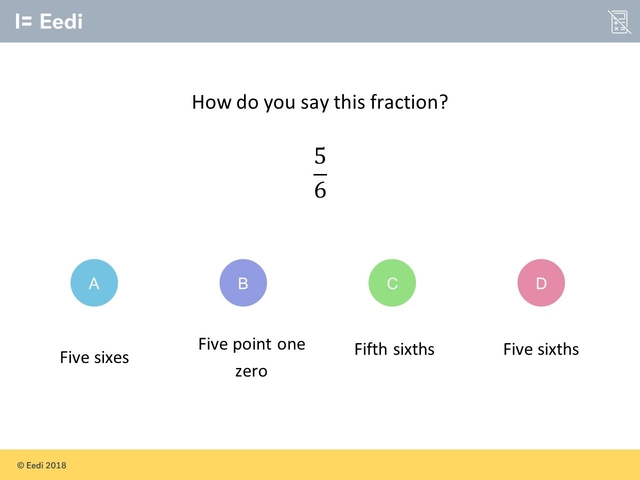 I= Eedi
How do you say this fraction?
5
6
A
B
C
D
Five sixes
Five point one
zero
Fifth sixths
Five sixths
© Eedi 2018